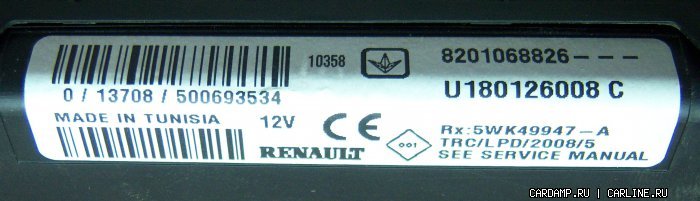 10358
8201068826---
U180126008 C
0 / 13708 / 500693534
MADE IN TUNISIA
12V
CE
RENAULT
001
Rx:5WK49947-A
TRC/LPD/2008/5
SEE SERVICE MANUAL
CARDAMP.RU | CARLINE.RU